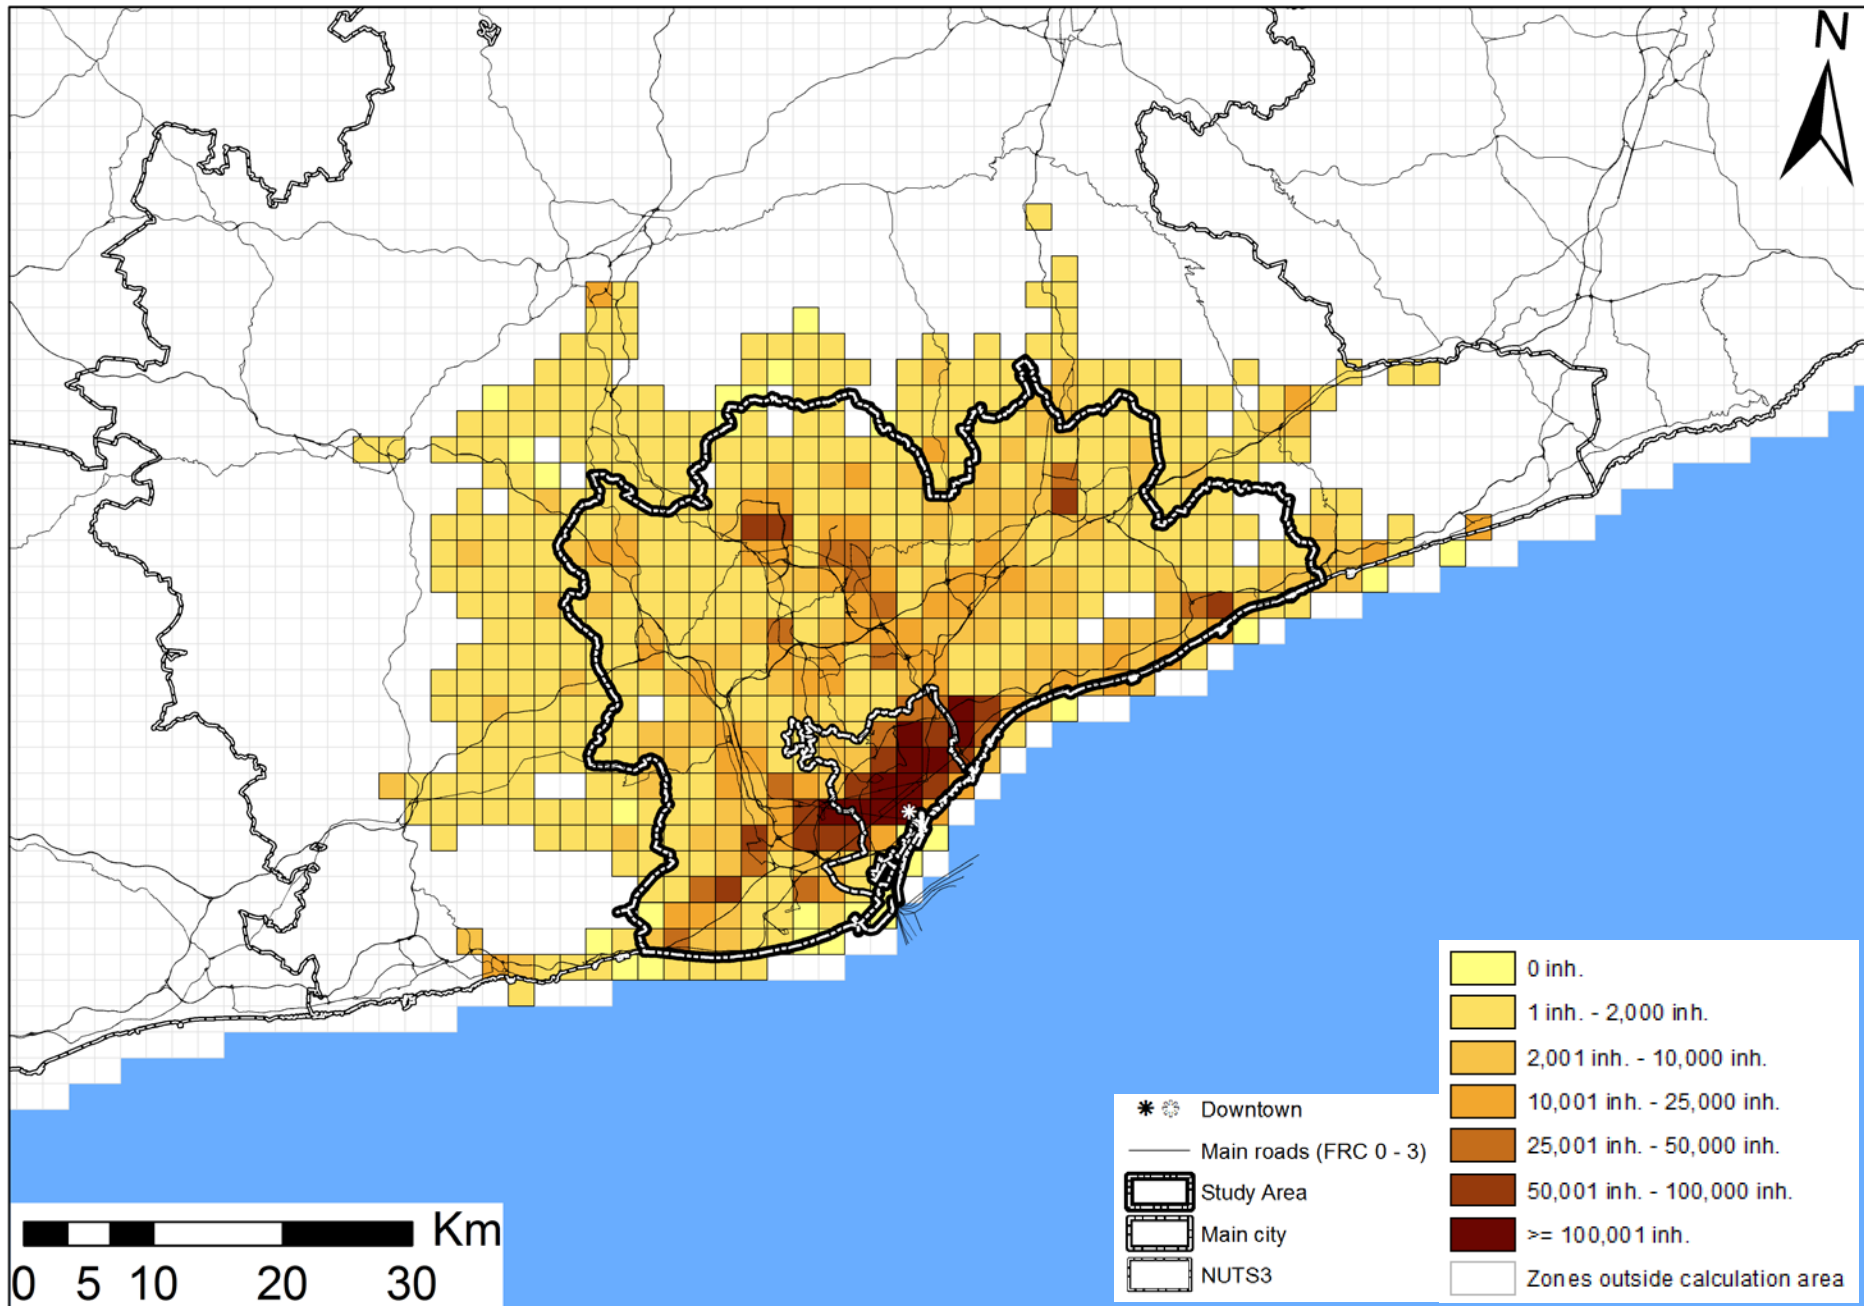 N
0 inh.
1 inh. - 2,000 inh.
2,001 inh. - 10,000 inh.
10,001 inh. - 25,000 inh.
25,001 inh. - 50,000 inh.
50,001 inh. - 100,000 inh.
>= 100,001 inh.
Zones outside calculation area
Downtown
Main roads (FRC 0 - 3)
Study Area
Main city
NUTS3
Km
0 5 10 20 30